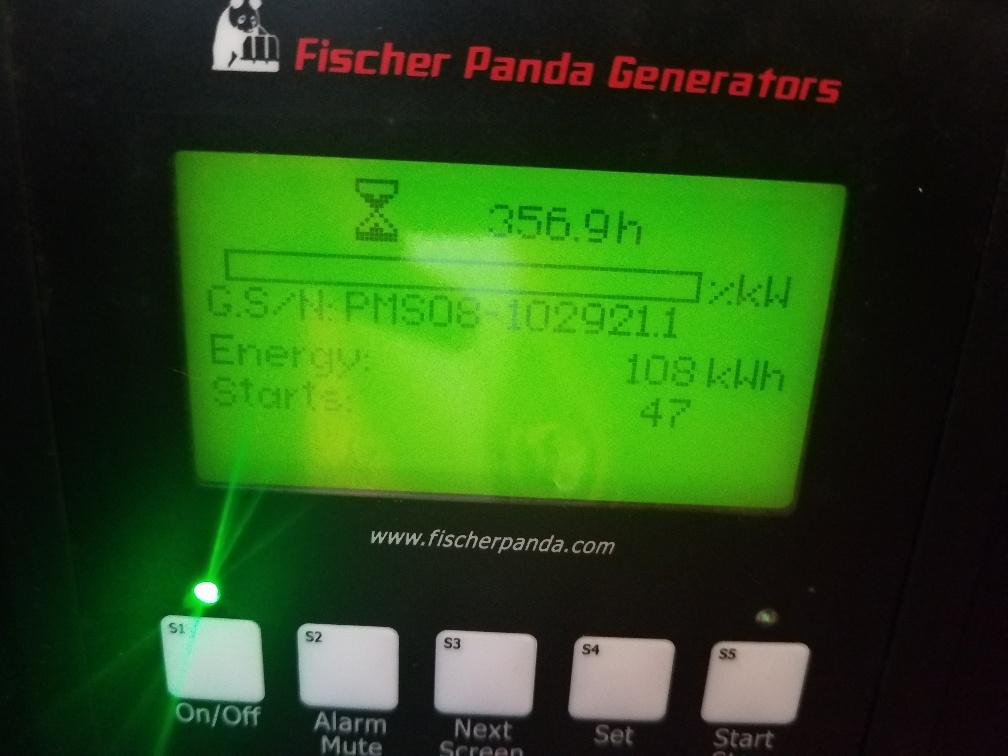 Fischer Panda Generators
356.9h
%kW
G.S/N: PMS08-102921.1
Energy: 108 kWh
Starts: 47
www.fischerpanda.com
S1 S2 S3 S4 S5
On/Off Alarm Mute Next Screen Set Start